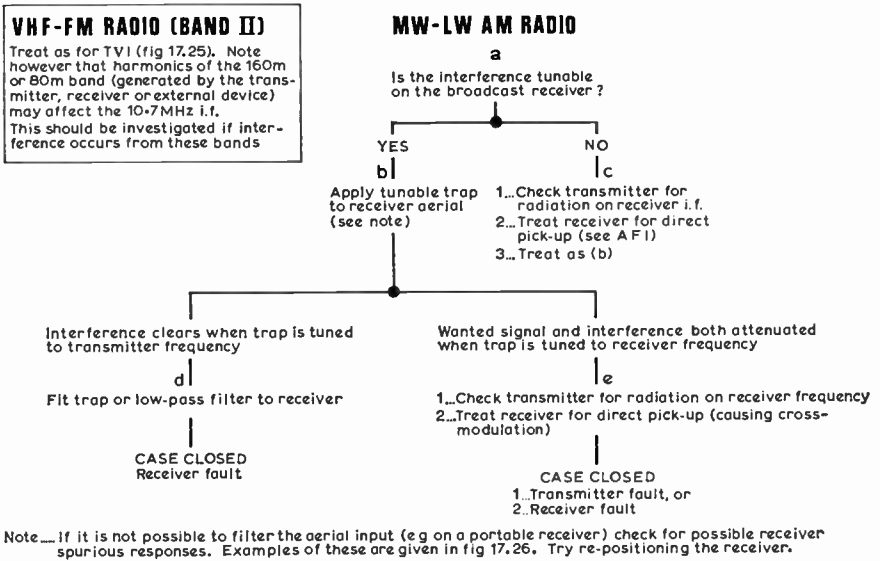 VHF-FM RADIO (BAND II)
Treat as for TVI (fig 17.25). Note
however that harmonics of the 160m
or 80m band (generated by the trans-
mitter, receiver or external device)
may affect the 10·7MHz i.f.
This should be investigated if inter-
ference occurs from these bands
MW-LW AM RADIO
a
Is the interference tunable
on the broadcast receiver?
YES
NO
b
Apply tunable trap
to receiver aerial
(see note)
c
1...Check transmitter for
radiation on receiver i.f.
2...Treat receiver for direct
pick-up (see AFI)
3...Treat as (b)
Interference clears when trap is tuned
to transmitter frequency
d
Fit trap or low-pass filter to receiver
CASE CLOSED
Receiver fault
Wanted signal and interference both attenuated
when trap is tuned to receiver frequency
e
1...Check transmitter for radiation on receiver frequency
2...Treat receiver for direct pick-up (causing cross-
modulation)
CASE CLOSED
1...Transmitter fault, or
2..Receiver fault
Note.... If it is not possible to filter the aerial input (eg on a portable receiver) check for possible receiver
spurious responses. Examples of these are given in fig 17.26. Try re-positioning the receiver.